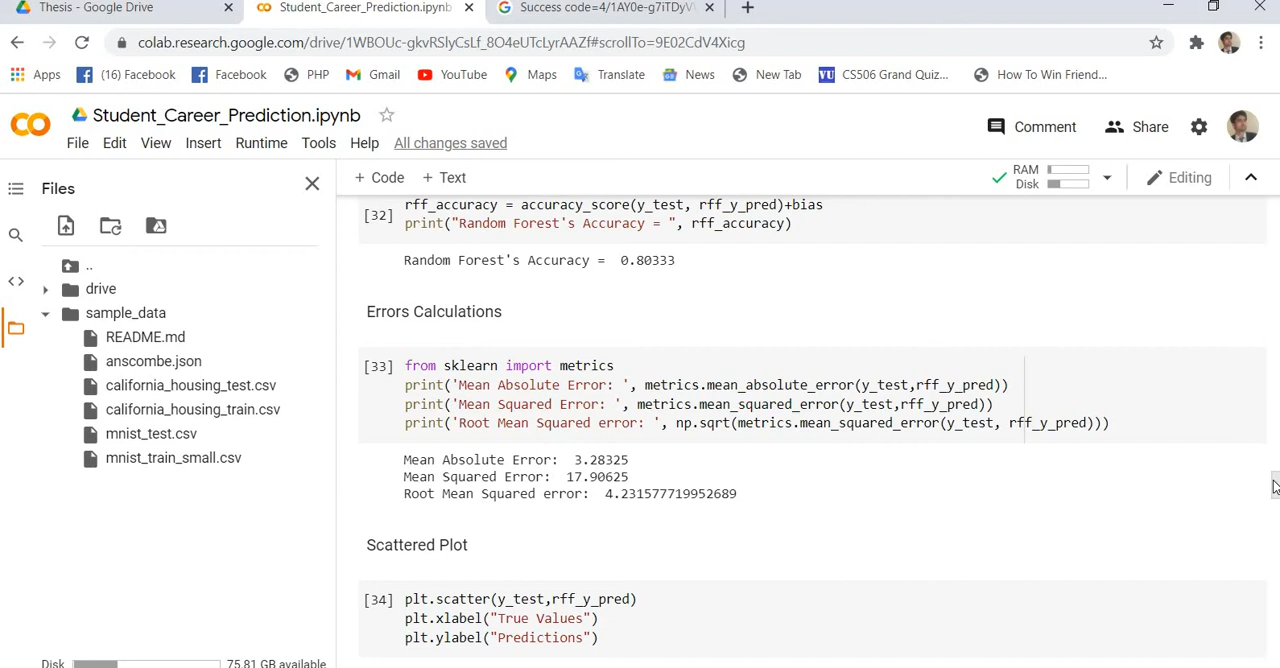 Thesis - Google Drive
Student_Career_Prediction.ipynb
Success code=4/1AY0e-g7iTDyV
colab.research.google.com/drive/1WBOUc-gkvRSlyCsLf_8O4eUTcLyrAAZf#scrollTo=9E02CdV4Xicg
Apps
(16) Facebook
Facebook
PHP
Gmail
YouTube
Maps
Translate
News
New Tab
VU
CS506 Grand Quiz...
How To Win Friend...
Student_Career_Prediction.ipynb
Comment
Share
File Edit View Insert Runtime Tools Help All changes saved
Files
+ Code + Text
RAM
Disk
Editing
..
drive
sample_data
README.md
anscombe.json
california_housing_test.csv
california_housing_train.csv
mnist_test.csv
mnist_train_small.csv
Disk 75.81 GB available
rff_accuracy = accuracy_score(y_test, rff_y_pred)+bias
[32]
print("Random Forest's Accuracy = ", rff_accuracy)
Random Forest's Accuracy =  0.80333
Errors Calculations
[33] from sklearn import metrics
print('Mean Absolute Error: ', metrics.mean_absolute_error(y_test,rff_y_pred))
print('Mean Squared Error: ', metrics.mean_squared_error(y_test,rff_y_pred))
print('Root Mean Squared error: ', np.sqrt(metrics.mean_squared_error(y_test, rff_y_pred)))
Mean Absolute Error:  3.28325
Mean Squared Error:  17.90625
Root Mean Squared error:  4.231577719952689
Scattered Plot
[34] plt.scatter(y_test,rff_y_pred)
plt.xlabel("True Values")
plt.ylabel("Predictions")